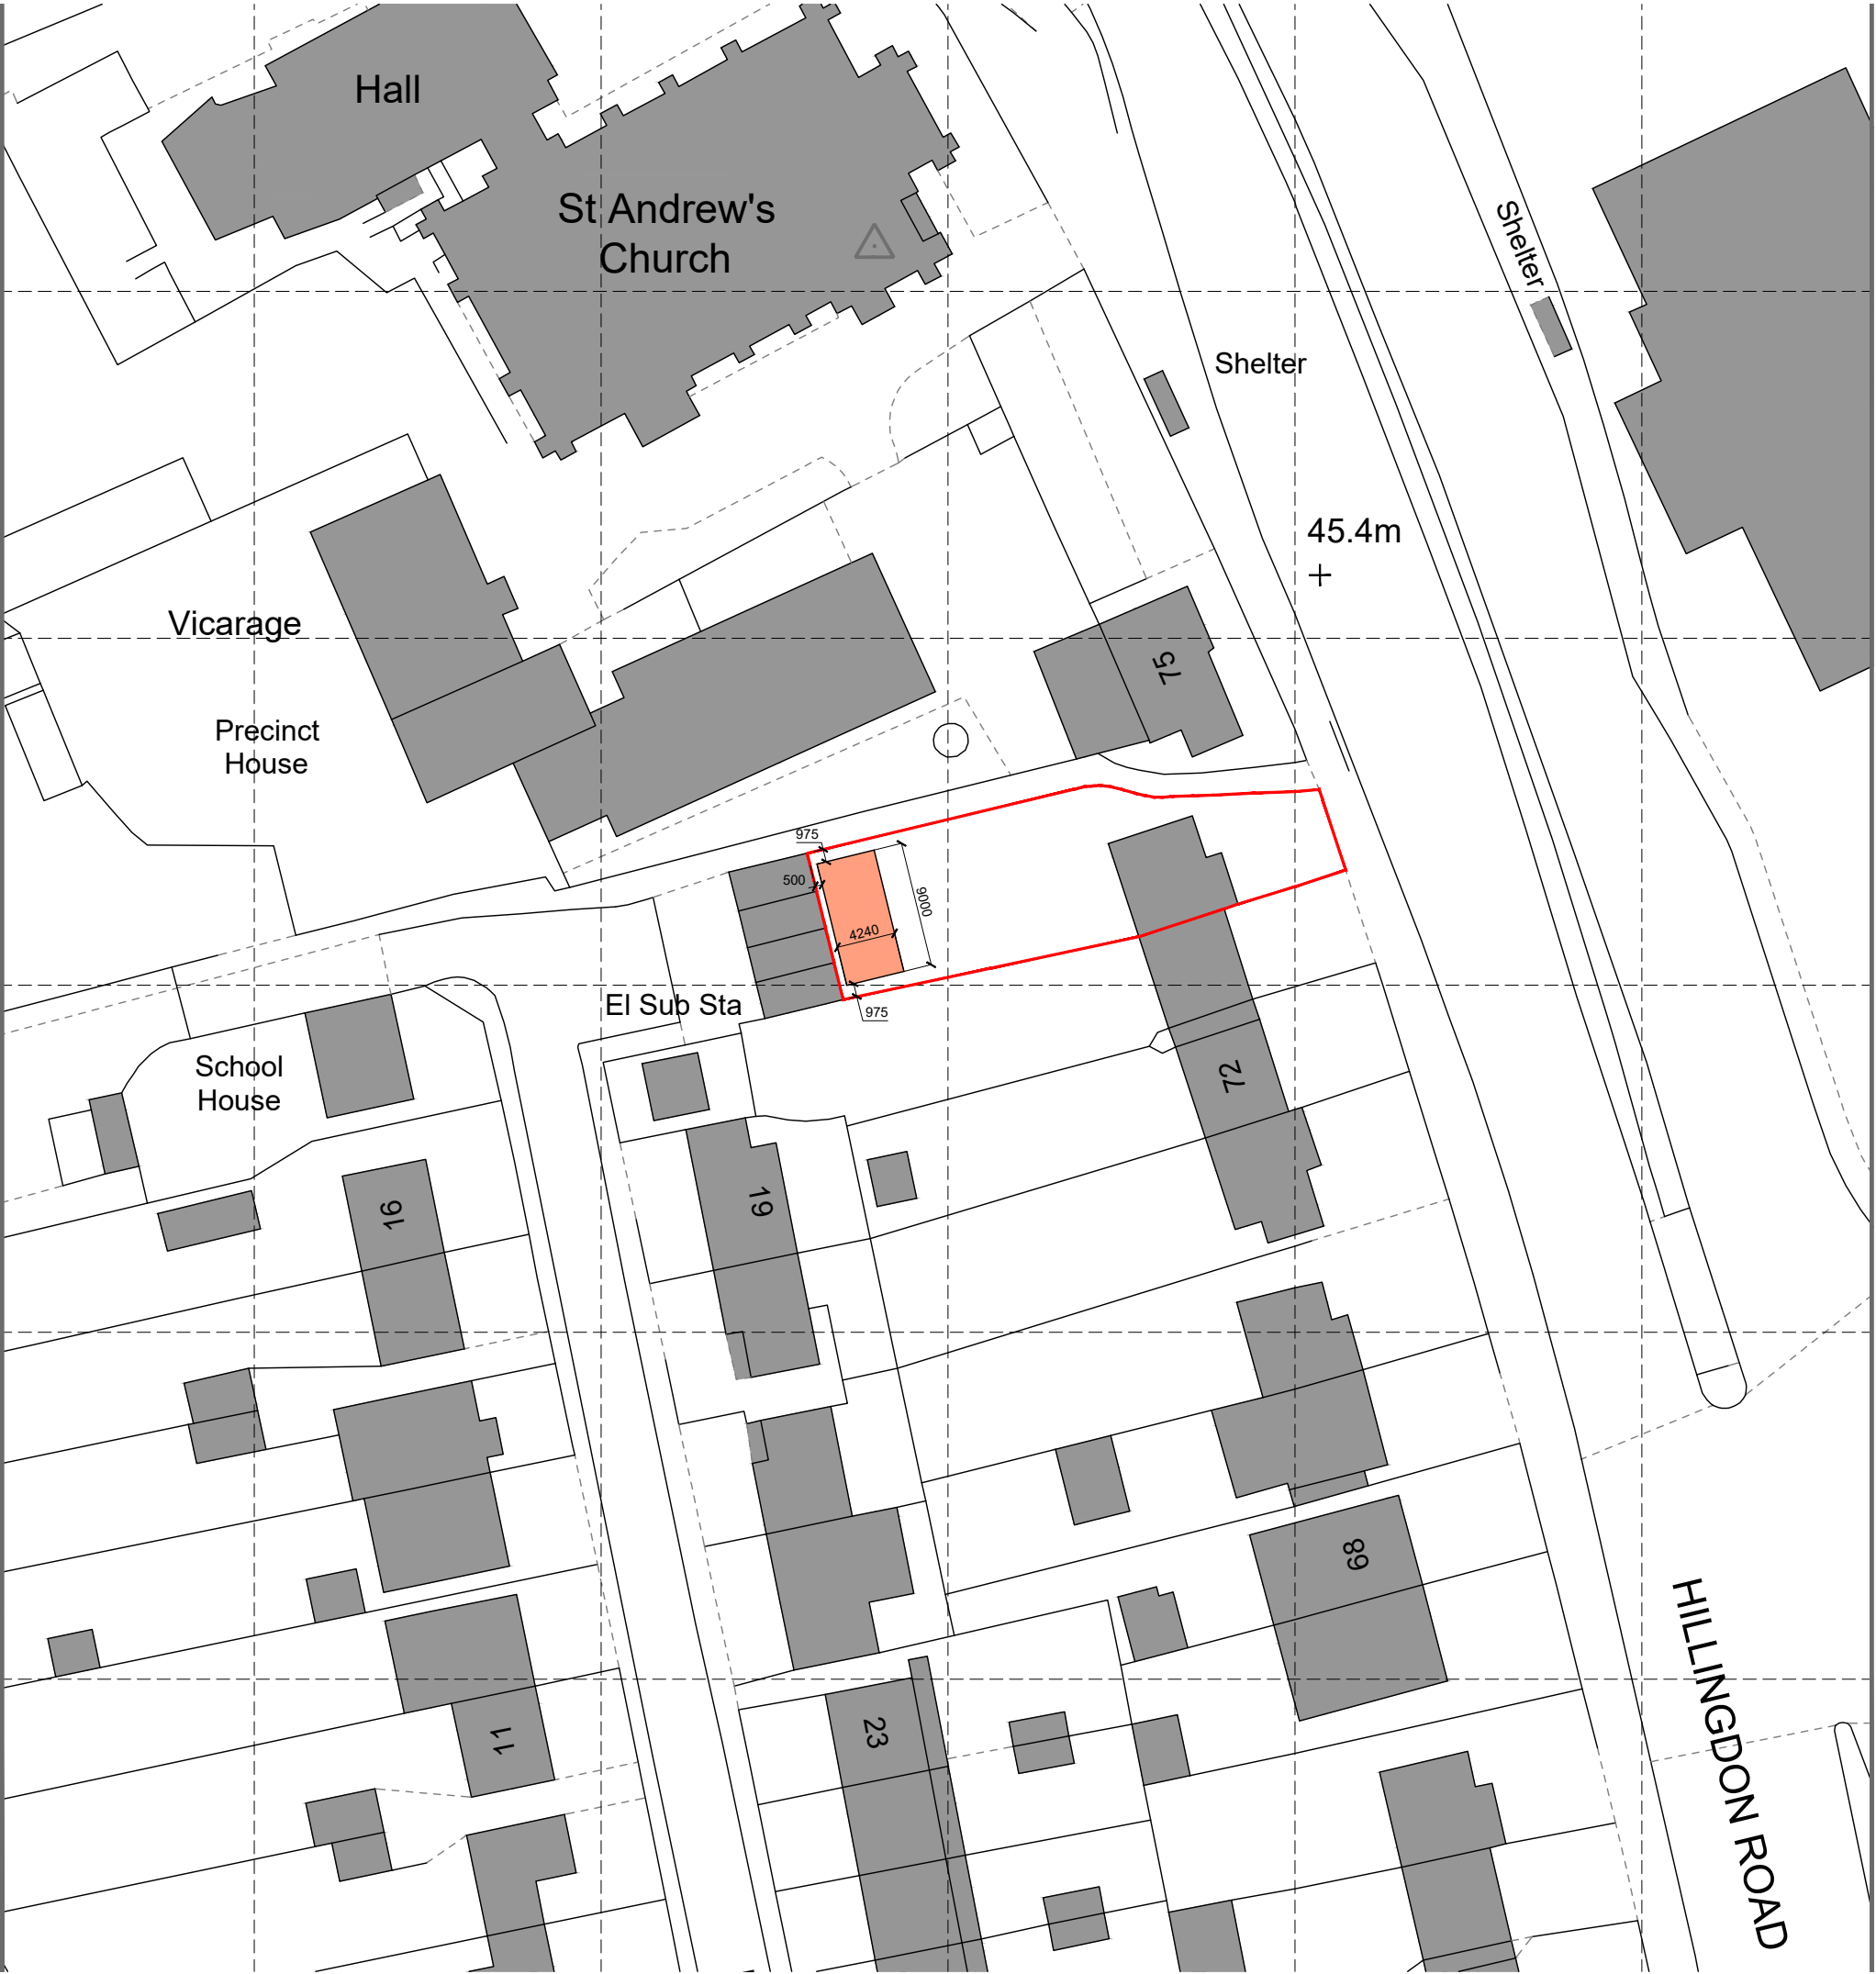 Hall
St Andrew's
Church
Shelter
Shelter
45.4m
Vicarage
75
Precinct
House
975
500
9000
4240
975
El Sub Sta
School
House
72
16
19
68
11
23
HILLINGDON ROAD